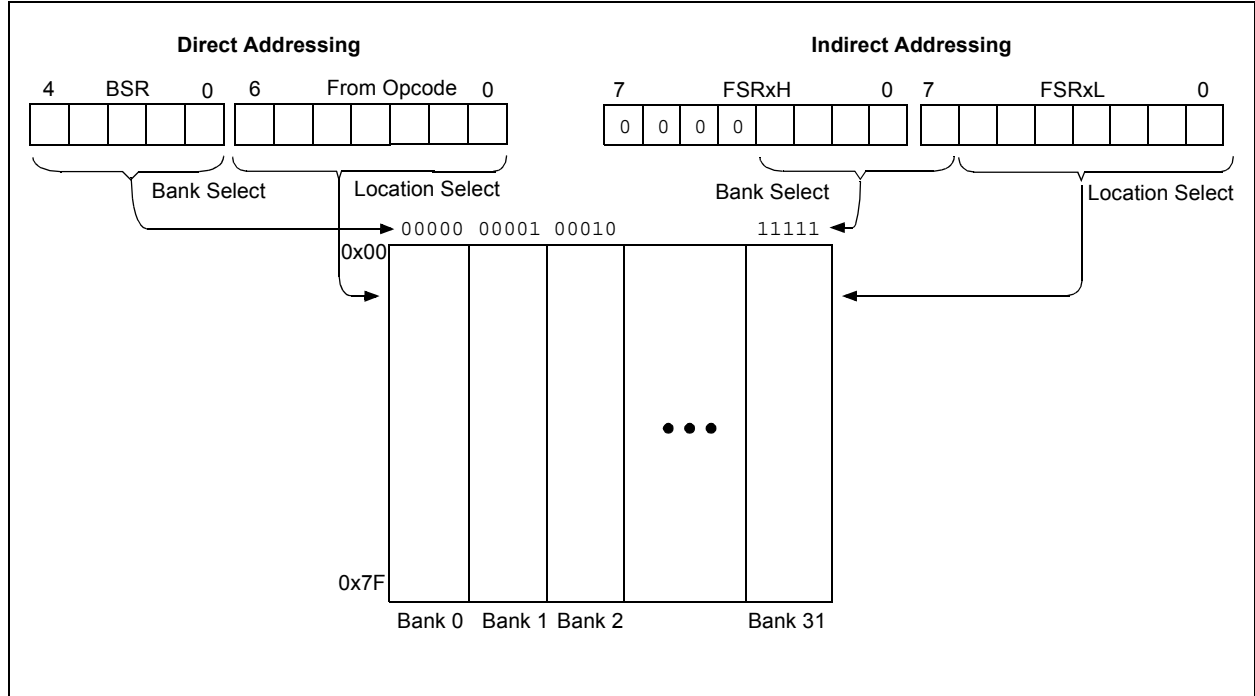 Direct Addressing Indirect Addressing
4 BSR 0 6 From Opcode 0 7 FSRxH 0 7 FSRxL 0
0 0 0 0
Bank Select Location Select Bank Select Location Select
00000 00001 00010 11111
0x00
0x7F
Bank 0 Bank 1 Bank 2 Bank 31